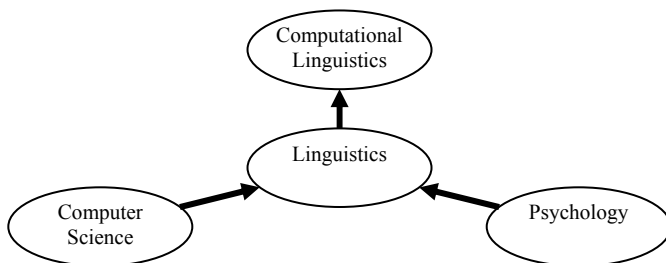 Computational
Linguistics
Linguistics
Computer
Science
Psychology